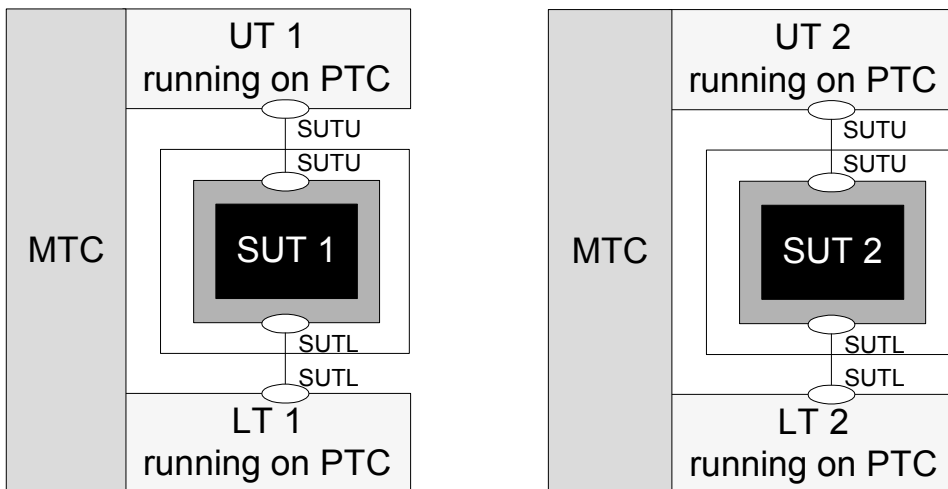 UT 1
running on PTC
SUTU
SUTU
MTC
SUT 1
SUTL
SUTL
LT 1
running on PTC
UT 2
running on PTC
SUTU
SUTU
MTC
SUT 2
SUTL
SUTL
LT 2
running on PTC